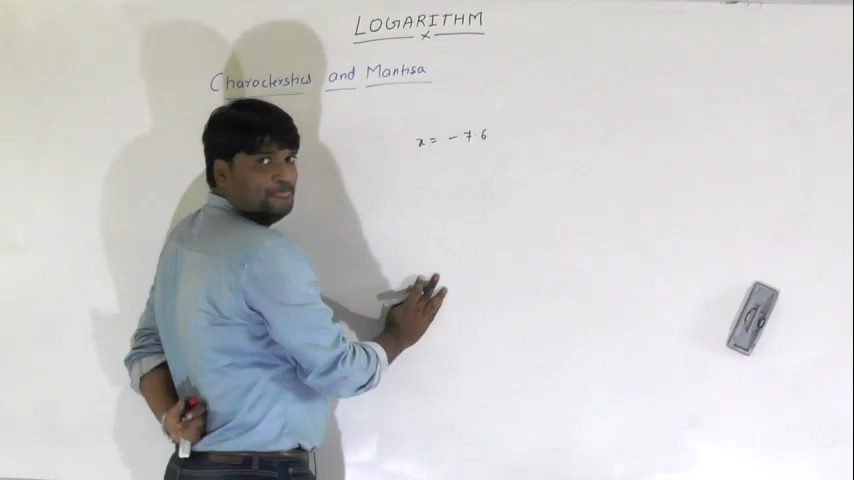 LOGARITHM
x
Characterstics and Mantisa
x = - 7.6